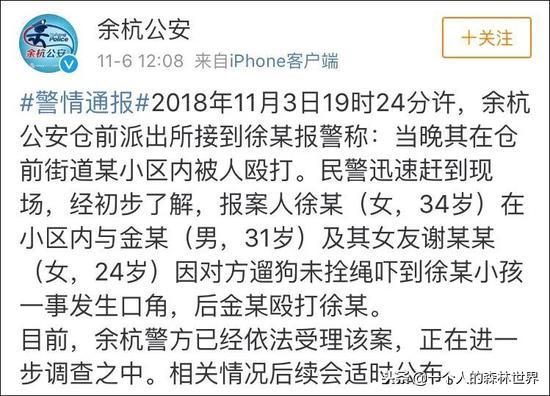 余杭公安
11-6 12:08 来自iPhone客户端
＋关注
Police
余杭公安
#警情通报#2018年11月3日19时24分许，余杭
公安仓前派出所接到徐某报警称：当晚其在仓
前街道某小区内被人殴打。民警迅速赶到现
场，经初步了解，报案人徐某（女，34岁）在
小区内与金某（男，31岁）及其女友谢某某
（女，24岁）因对方遛狗未拴绳吓到徐某小孩
一事发生口角，后金某殴打徐某。
目前，余杭警方已经依法受理该案，正在进一
步调查之中。相关情况后续会适时公布。
个人的森林世界